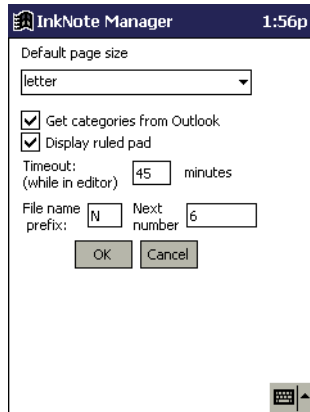 InkNote Manager 1:56p
Default page size
letter
Get categories from Outlook
Display ruled pad
Timeout:
(while in editor) 45 minutes
File name prefix: N Next number 6
OK Cancel